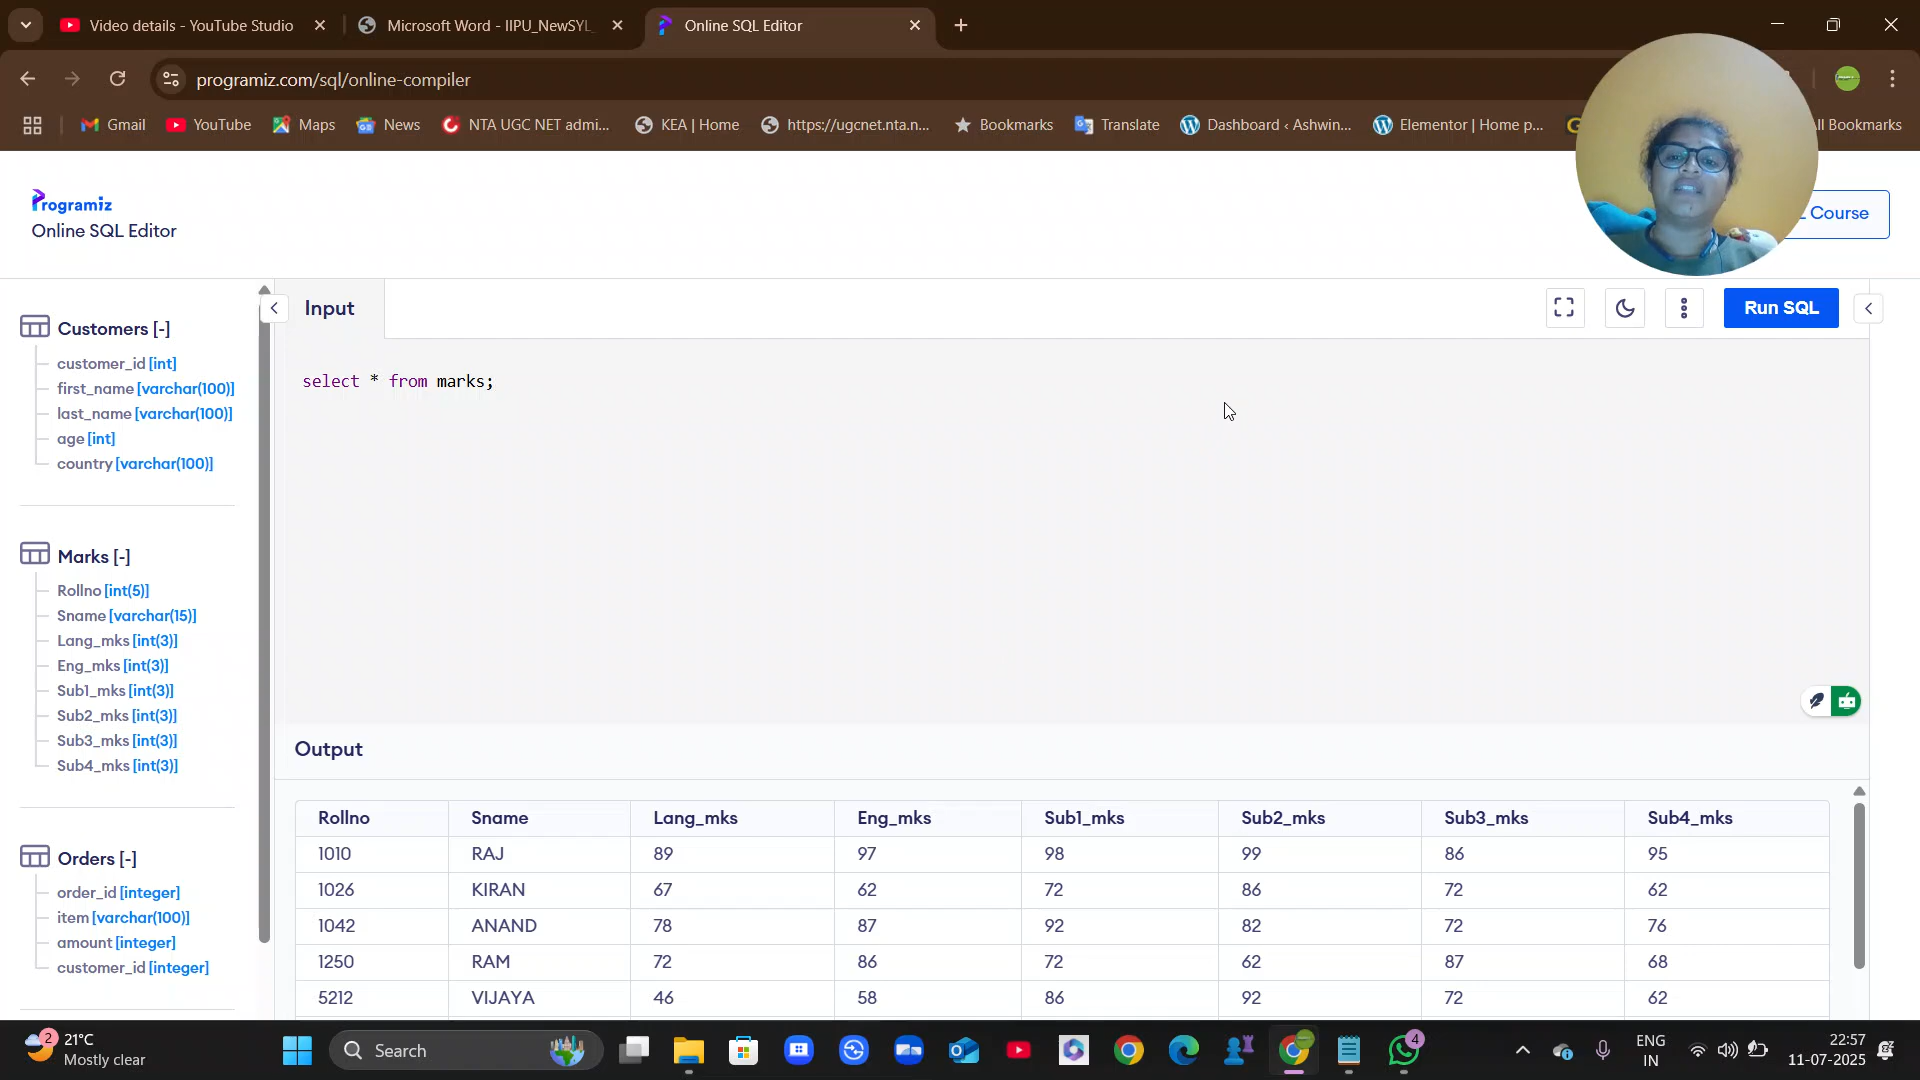 Video details - YouTube Studio
Microsoft Word - IIPU_NewSYL
Online SQL Editor
programiz.com/sql/online-compiler
Gmail
YouTube
Maps
News
NTA UGC NET admi...
KEA | Home
https://ugcnet.nta.n...
Bookmarks
Translate
Dashboard ‹ Ashwin...
Elementor | Home p...
All Bookmarks
Programiz
Online SQL Editor
Course
Customers [-]
customer_id [int]
first_name [varchar(100)]
last_name [varchar(100)]
age [int]
country [varchar(100)]
Marks [-]
Rollno [int(5)]
Sname [varchar(15)]
Lang_mks [int(3)]
Eng_mks [int(3)]
Sub1_mks [int(3)]
Sub2_mks [int(3)]
Sub3_mks [int(3)]
Sub4_mks [int(3)]
Orders [-]
order_id [integer]
item [varchar(100)]
amount [integer]
customer_id [integer]
Input
Run SQL
select * from marks;
Output
Rollno Sname Lang_mks Eng_mks Sub1_mks Sub2_mks Sub3_mks Sub4_mks
1010 RAJ 89 97 98 99 86 95
1026 KIRAN 67 62 72 86 72 62
1042 ANAND 78 87 92 82 72 76
1250 RAM 72 86 72 62 87 68
5212 VIJAYA 46 58 86 92 72 62
2
21°C
Mostly clear
Search
4
ENG
IN
22:57
11-07-2025